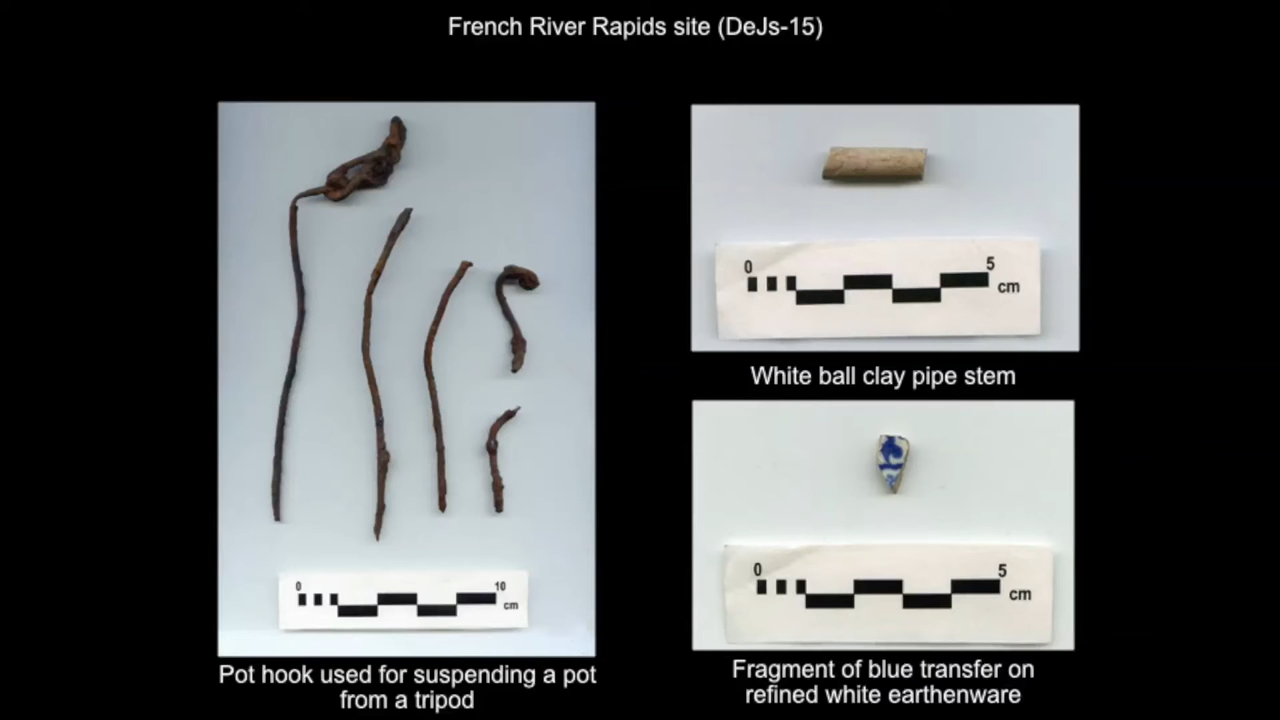 French River Rapids site (DeJs-15)
0 10
cm
Pot hook used for suspending a pot
from a tripod
0 5
cm
White ball clay pipe stem
0 5
cm
Fragment of blue transfer on
refined white earthenware